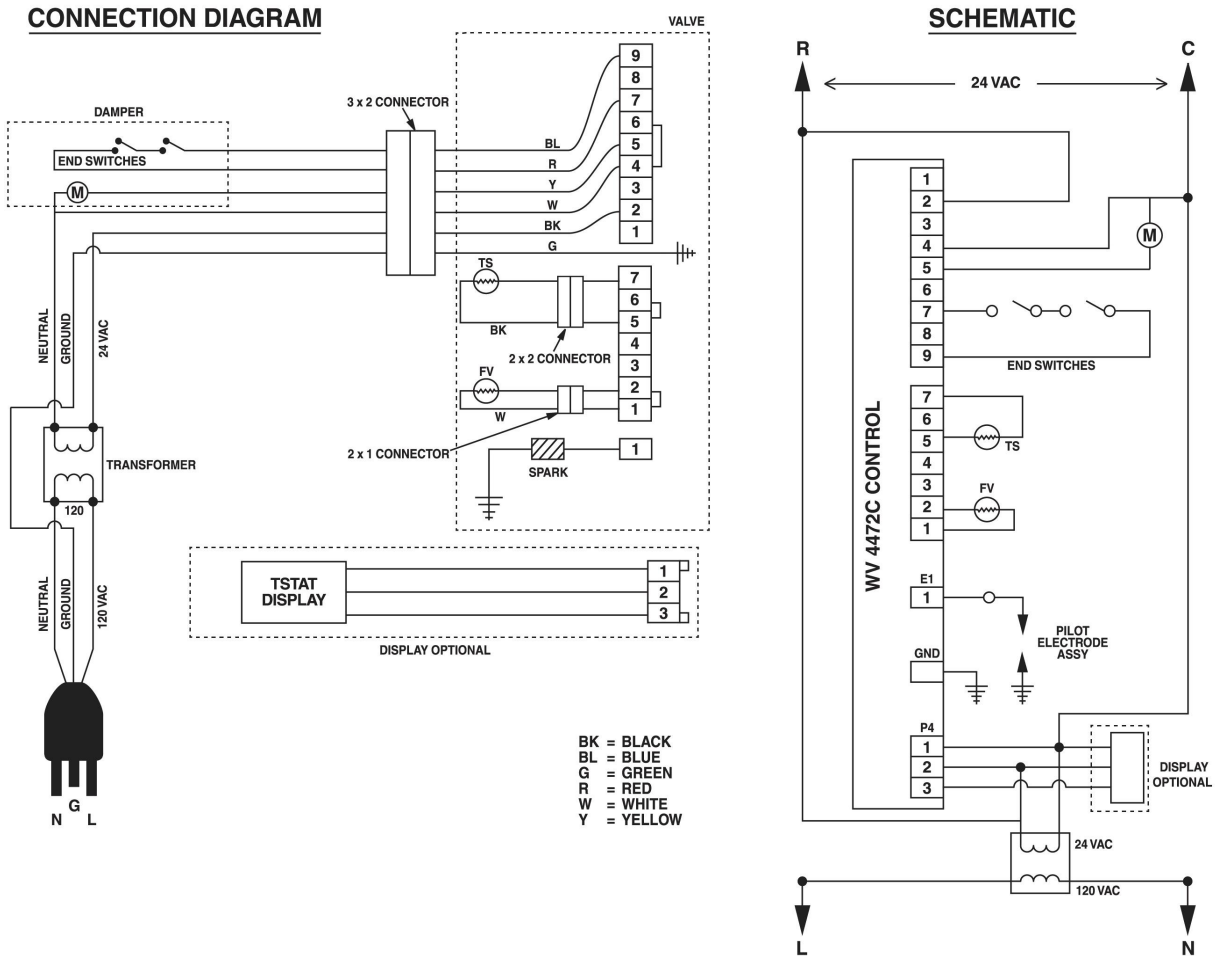 CONNECTION DIAGRAM
VALVE
9
8
7
6
5
4
3
2
1
3 x 2 CONNECTOR
DAMPER
END SWITCHES
M
BL
R
Y
W
BK
G
TS
BK
7
6
5
4
3
2
1
2 x 2 CONNECTOR
FV
W
2 x 1 CONNECTOR
SPARK
1
NEUTRAL
GROUND
24 VAC
TRANSFORMER
120
NEUTRAL
GROUND
120 VAC
N
G
L
TSTAT
DISPLAY
1
2
3
DISPLAY OPTIONAL
BK = BLACK
BL = BLUE
G = GREEN
R = RED
W = WHITE
Y = YELLOW
SCHEMATIC
R
C
24 VAC
WV 4472C CONTROL
1
2
3
4
5
6
7
8
9
M
END SWITCHES
7
6
5
4
3
2
1
TS
FV
E1
1
PILOT
ELECTRODE
ASSY
GND
P4
1
2
3
DISPLAY
OPTIONAL
24 VAC
120 VAC
L
N